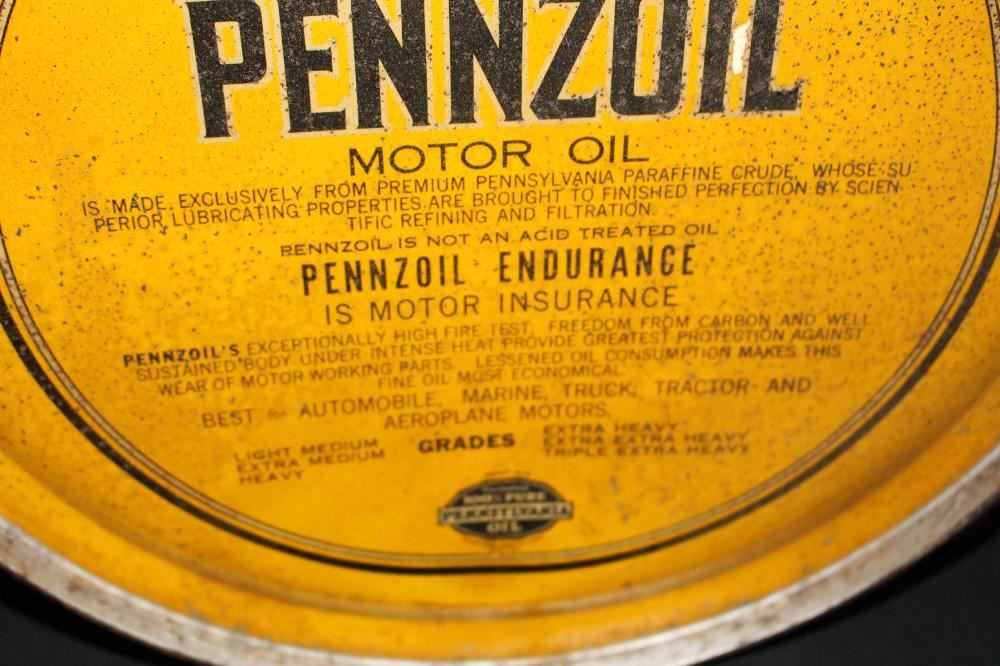 PENNZOIL
MOTOR OIL
IS MADE EXCLUSIVELY FROM PREMIUM PENNSYLVANIA PARAFFINE CRUDE, WHOSE SU
PERIOR LUBRICATING PROPERTIES ARE BROUGHT TO FINISHED PERFECTION BY SCIEN
TIFIC REFINING AND FILTRATION.
PENNZOIL IS NOT AN ACID TREATED OIL
PENNZOIL ENDURANCE
IS MOTOR INSURANCE
PENNZOIL'S EXCEPTIONALLY HIGH FIRE TEST, FREEDOM FROM CARBON AND WELL
SUSTAINED BODY UNDER INTENSE HEAT PROVIDE GREATEST PROTECTION AGAINST
WEAR OF MOTOR WORKING PARTS. LESSENED OIL CONSUMPTION MAKES THIS
FINE OIL MOST ECONOMICAL
BEST for AUTOMOBILE, MARINE, TRUCK, TRACTOR AND
AEROPLANE MOTORS.
GRADES
LIGHT MEDIUM
EXTRA MEDIUM
HEAVY
EXTRA HEAVY
EXTRA EXTRA HEAVY
TRIPLE EXTRA HEAVY
100% PURE
PENNSYLVANIA
OIL